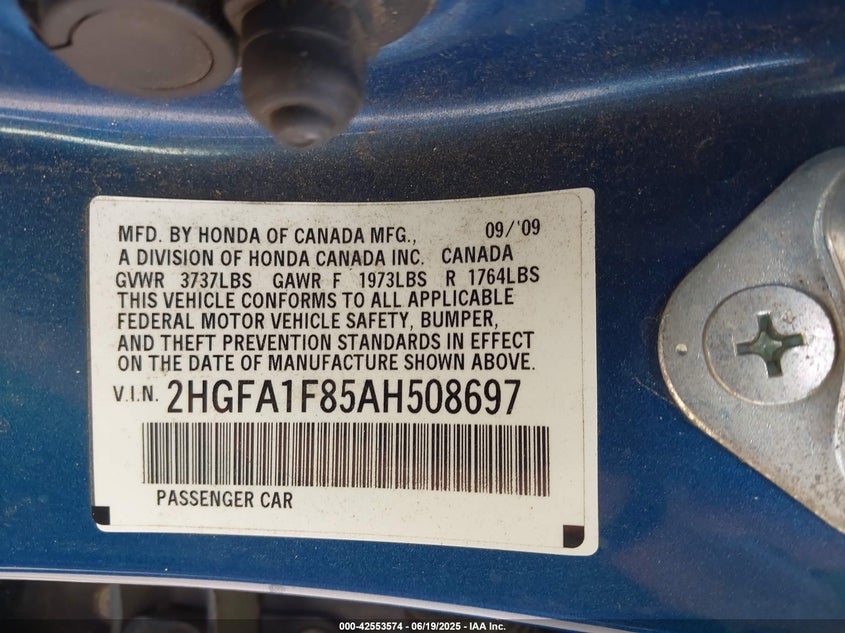 MFD. BY HONDA OF CANADA MFG., 09/'09
A DIVISION OF HONDA CANADA INC. CANADA
GVWR 3737LBS GAWR F 1973LBS R 1764LBS
THIS VEHICLE CONFORMS TO ALL APPLICABLE
FEDERAL MOTOR VEHICLE SAFETY, BUMPER,
AND THEFT PREVENTION STANDARDS IN EFFECT
ON THE DATE OF MANUFACTURE SHOWN ABOVE.
V.I.N. 2HGFA1F85AH508697
PASSENGER CAR
000-42553574 - 06/19/2025 - IAA Inc.